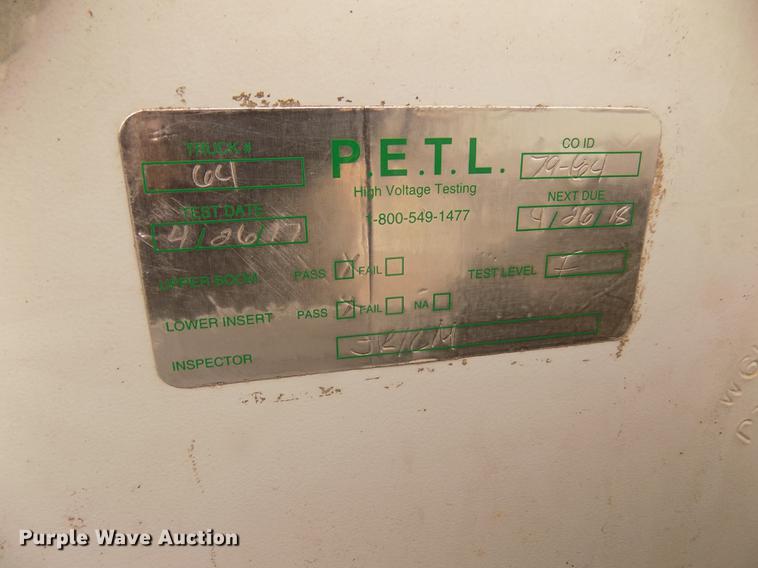 TRUCK #
64
P.E.T.L.
High Voltage Testing
1-800-549-1477
CO ID
79-64
TEST DATE
4/26/17
NEXT DUE
4/26/18
UPPER BOOM PASS X FAIL
TEST LEVEL
LOWER INSERT PASS X FAIL NA
INSPECTOR
Purple Wave Auction